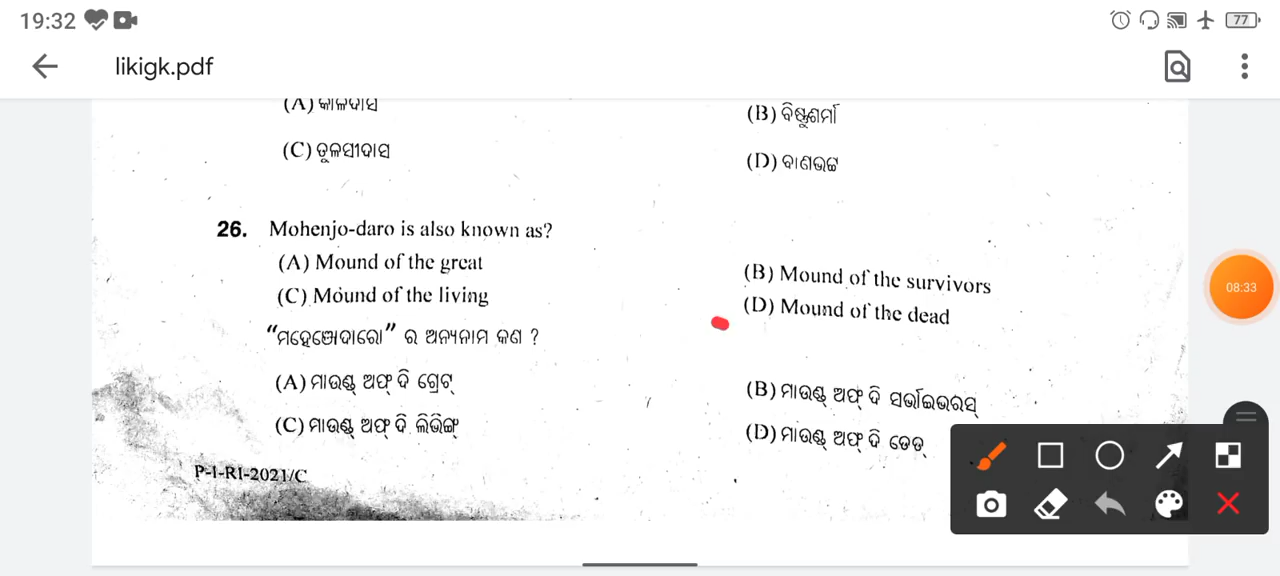 19:32
77
likigk.pdf
(A) କାଳିଦାସ
(B) ବିଷ୍ଣୁଶର୍ମା
(C) ତୁଳସୀଦାସ
(D) ବାଣଭଟ୍ଟ
26. Mohenjo-daro is also known as?
(A) Mound of the great
(B) Mound of the survivors
(C) Mound of the living
(D) Mound of the dead
08:33
“ମହେଞ୍ଜୋଦାରୋ” ର ଅନ୍ୟନାମ କଣ ?
(A) ମାଉଣ୍ଡ୍ ଅଫ୍ ଦି ଗ୍ରେଟ୍
(B) ମାଉଣ୍ଡ୍ ଅଫ୍ ଦି ସର୍ଭାଇଭରସ୍
(C) ମାଉଣ୍ଡ୍ ଅଫ୍ ଦି ଲିଭିଙ୍ଗ୍
(D) ମାଉଣ୍ଡ୍ ଅଫ୍ ଦି ଡେଡ୍
P-1-RI-2021/C